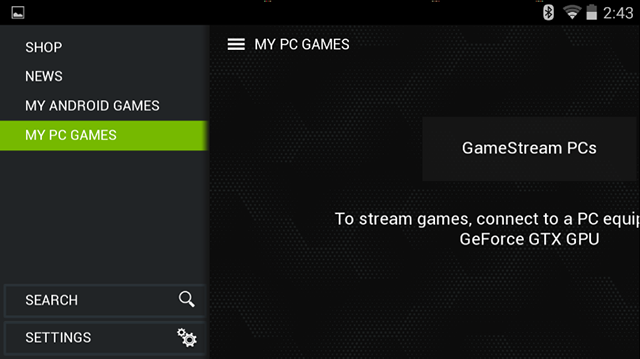 2:43
SHOP
MY PC GAMES
NEWS
MY ANDROID GAMES
MY PC GAMES
GameStream PCs
To stream games, connect to a PC equip
GeForce GTX GPU
SEARCH
SETTINGS